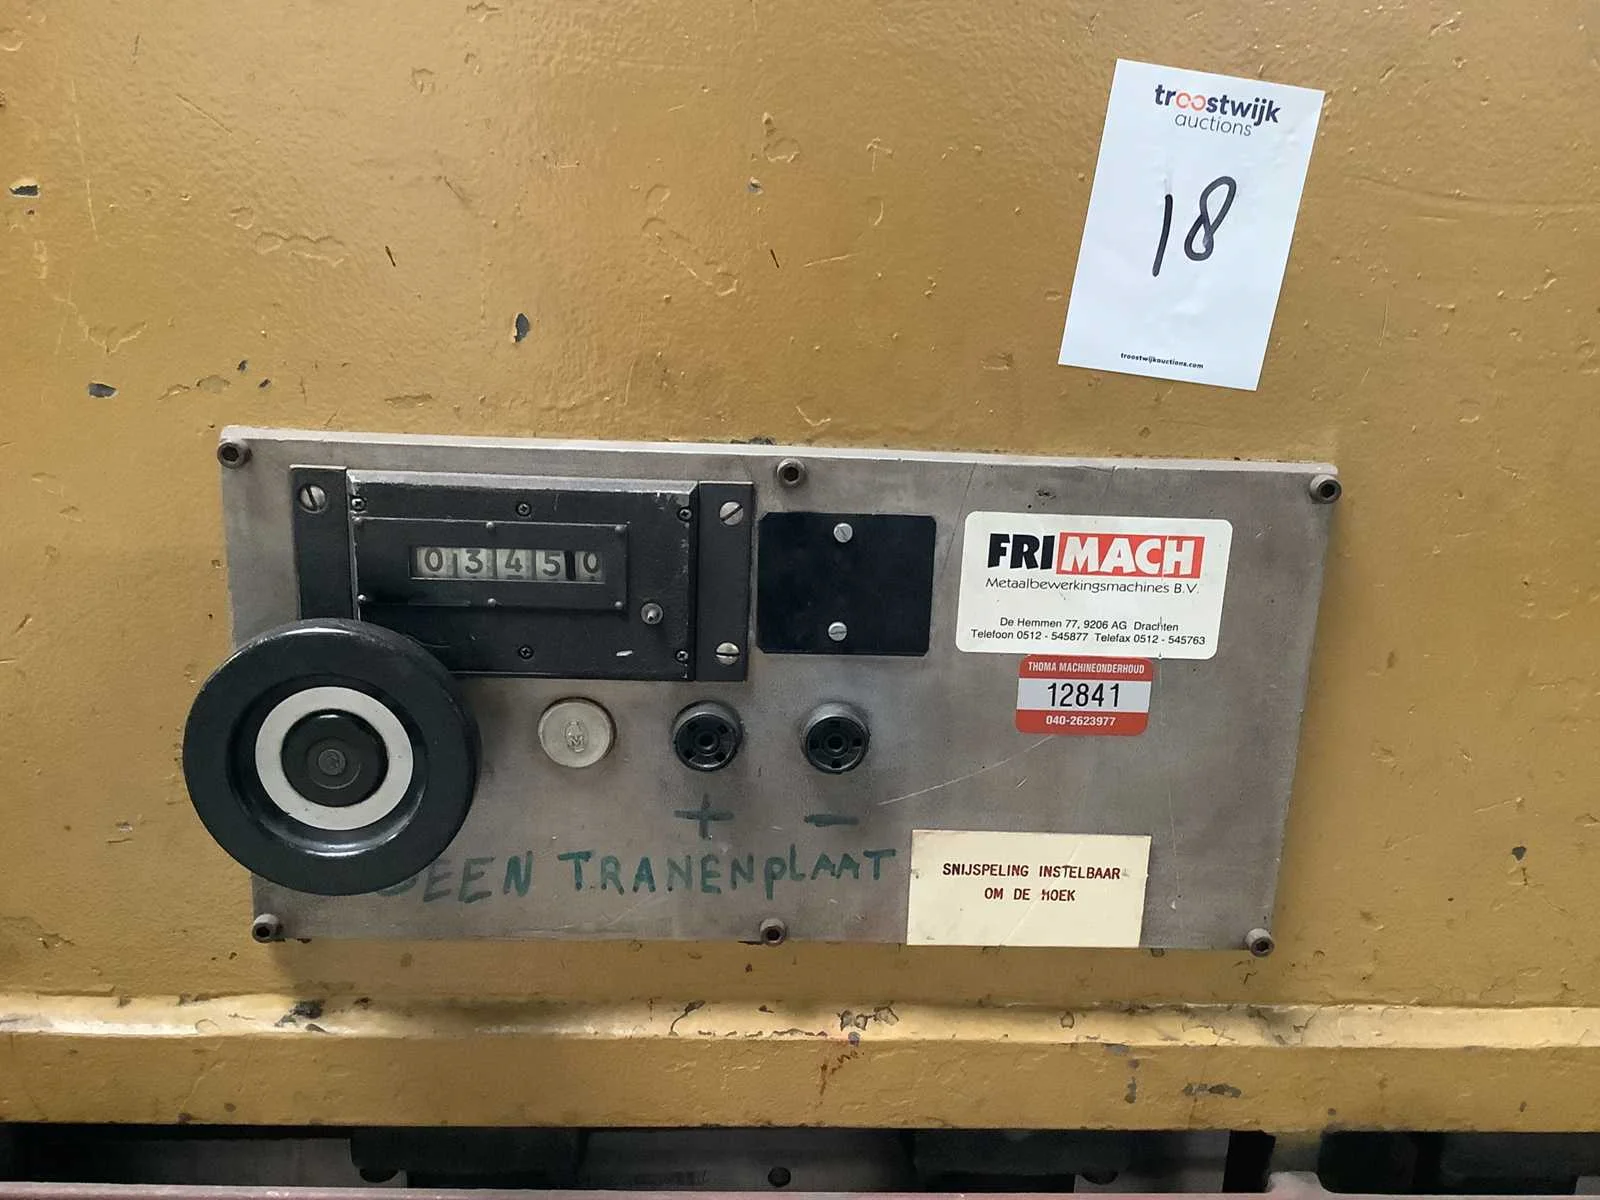 troostwijk
auctions
18
troostwijkauctions.com
03450
FRIMACH
Metaalbewerkingsmachines B.V.
De Hemmen 77, 9206 AG Drachten
Telefoon 0512 - 545877 Telefax 0512 - 545763
THOMA MACHINEONDERHOUD
12841
040-2623977
M
+ -
GEEN TRANENPLAAT
SNIJSPELING INSTELBAAR
OM DE HOEK